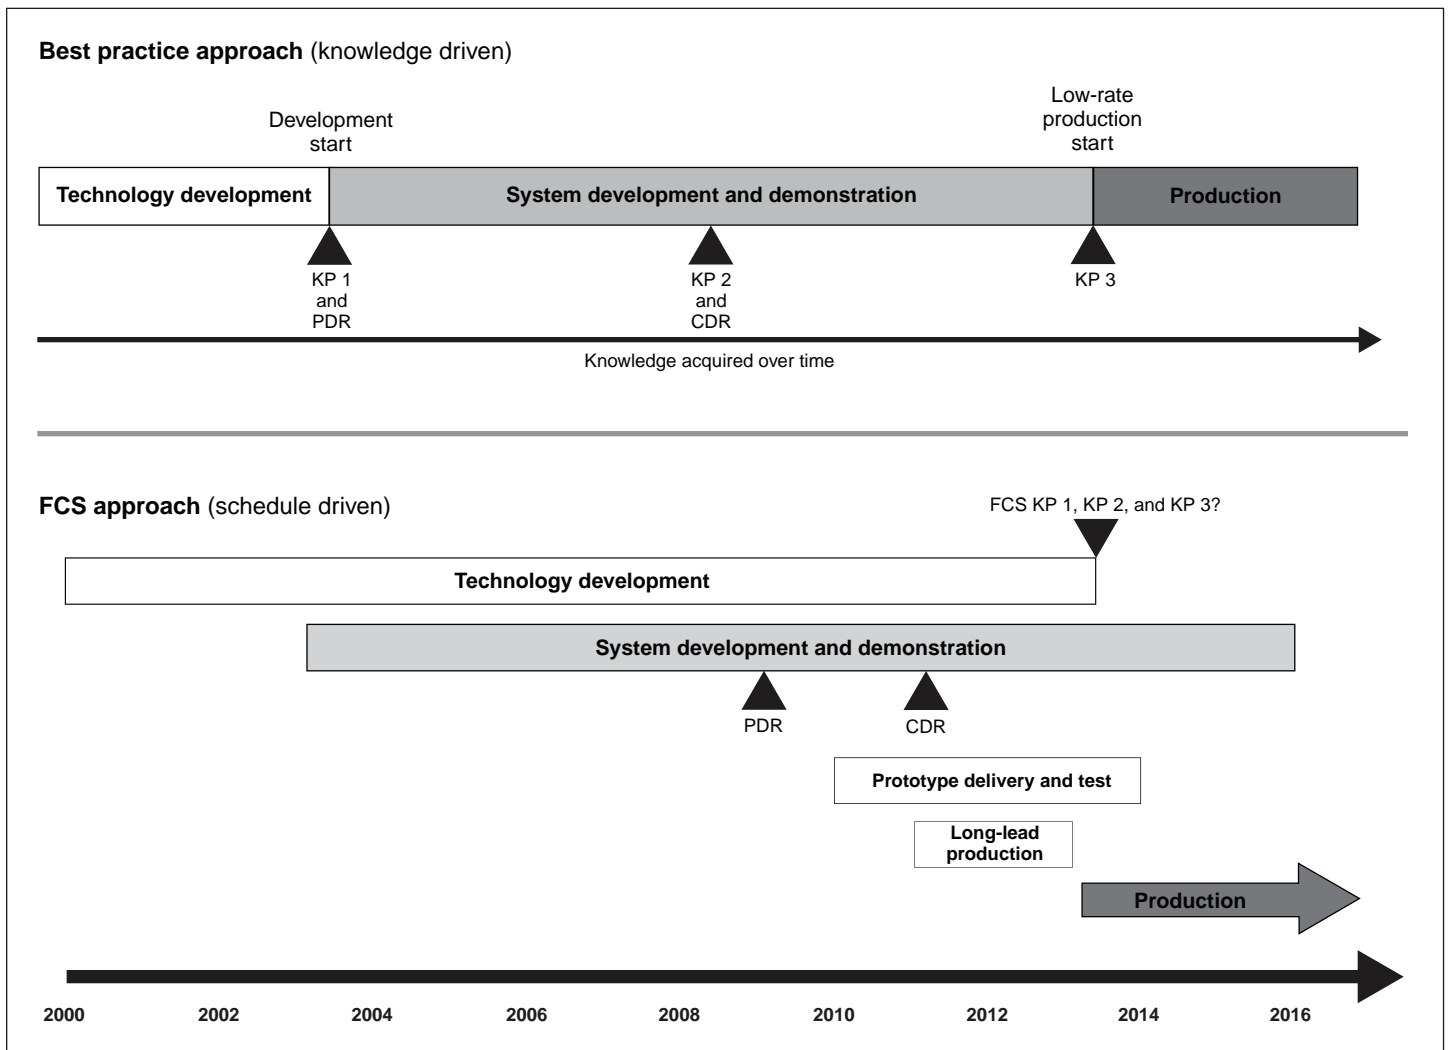 Best practice approach (knowledge driven)
Development
start
Low-rate
production
start
Technology development
System development and demonstration
Production
KP 1
and
PDR
KP 2
and
CDR
KP 3
Knowledge acquired over time
FCS approach (schedule driven)
FCS KP 1, KP 2, and KP 3?
Technology development
System development and demonstration
PDR
CDR
Prototype delivery and test
Long-lead
production
Production
2000 2002 2004 2006 2008 2010 2012 2014 2016